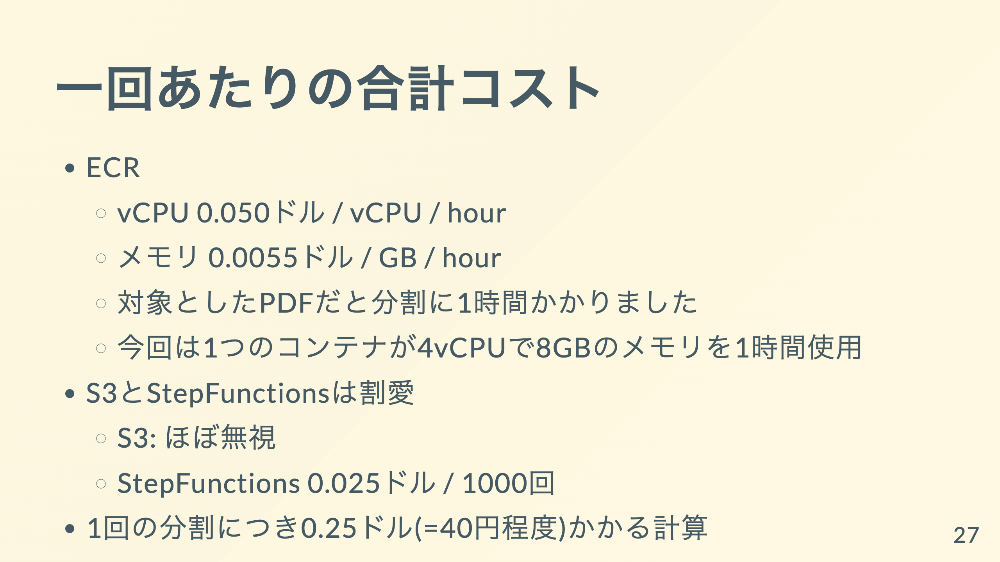 一回あたりの合計コスト
ECR
vCPU 0.050ドル / vCPU / hour
メモリ 0.0055ドル / GB / hour
対象としたPDFだと分割に1時間かかりました
今回は1つのコンテナが4vCPUで8GBのメモリを1時間使用
S3とStepFunctionsは割愛
S3: ほぼ無視
StepFunctions 0.025ドル / 1000回
1回の分割につき0.25ドル(=40円程度)かかる計算
27